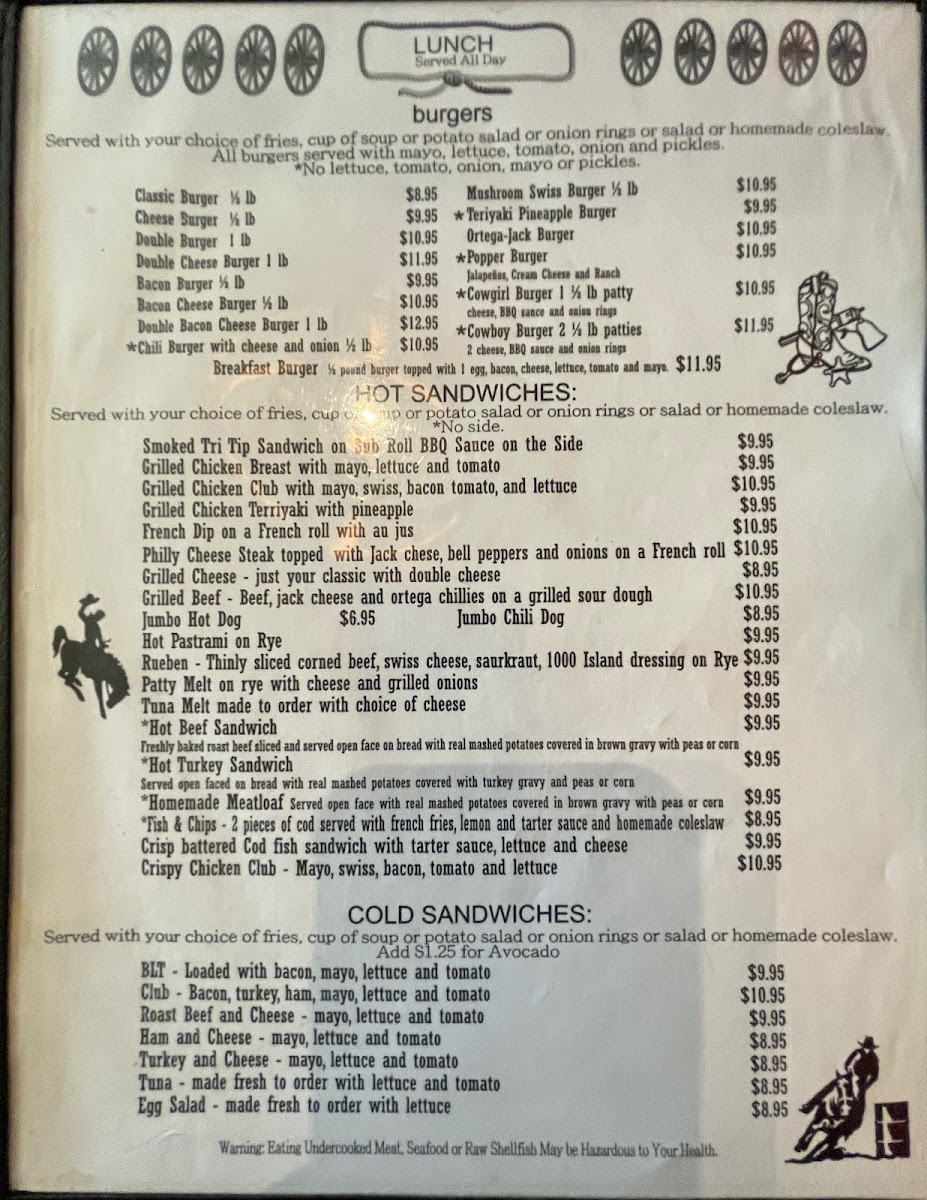 LUNCH
Served All Day
burgers
Served with your choice of fries, cup of soup or potato salad or onion rings or salad or homemade coleslaw.
All burgers served with mayo, lettuce, tomato, onion and pickles.
*No lettuce, tomato, onion, mayo or pickles.
Classic Burger ½ lb $8.95
Cheese Burger ½ lb $9.95
Double Burger 1 lb $10.95
Double Cheese Burger 1 lb $11.95
Bacon Burger ½ lb $9.95
Bacon Cheese Burger ½ lb $10.95
Double Bacon Cheese Burger 1 lb $12.95
*Chili Burger with cheese and onion ½ lb $10.95
Mushroom Swiss Burger ½ lb $10.95
*Teriyaki Pineapple Burger $9.95
Ortega-Jack Burger $10.95
*Popper Burger $10.95
Jalapeños, Cream Cheese and Ranch
*Cowgirl Burger 1 ½ lb patty $10.95
cheese, BBQ sauce and onion rings
*Cowboy Burger 2 ½ lb patties $11.95
2 cheese, BBQ sauce and onion rings
Breakfast Burger ½ pound burger topped with 1 egg, bacon, cheese, lettuce, tomato and mayo. $11.95
HOT SANDWICHES:
Served with your choice of fries, cup of soup or potato salad or onion rings or salad or homemade coleslaw.
*No side.
Smoked Tri Tip Sandwich on Sub Roll BBQ Sauce on the Side $9.95
Grilled Chicken Breast with mayo, lettuce and tomato $9.95
Grilled Chicken Club with mayo, swiss, bacon tomato, and lettuce $10.95
Grilled Chicken Terriyaki with pineapple $9.95
French Dip on a French roll with au jus $10.95
Philly Cheese Steak topped with Jack chese, bell peppers and onions on a French roll $10.95
Grilled Cheese - just your classic with double cheese $8.95
Grilled Beef - Beef, jack cheese and ortega chillies on a grilled sour dough $10.95
Jumbo Hot Dog $6.95 Jumbo Chili Dog $8.95
Hot Pastrami on Rye $9.95
Rueben - Thinly sliced corned beef, swiss cheese, saurkraut, 1000 Island dressing on Rye $9.95
Patty Melt on rye with cheese and grilled onions $9.95
Tuna Melt made to order with choice of cheese $9.95
*Hot Beef Sandwich $9.95
Freshly baked roast beef sliced and served open face on bread with real mashed potatoes covered in brown gravy with peas or corn
*Hot Turkey Sandwich $9.95
Served open faced on bread with real mashed potatoes covered with turkey gravy and peas or corn
*Homemade Meatloaf Served open face with real mashed potatoes covered in brown gravy with peas or corn $9.95
*Fish & Chips - 2 pieces of cod served with french fries, lemon and tarter sauce and homemade coleslaw $8.95
Crisp battered Cod fish sandwich with tarter sauce, lettuce and cheese $9.95
Crispy Chicken Club - Mayo, swiss, bacon, tomato and lettuce $10.95
COLD SANDWICHES:
Served with your choice of fries, cup of soup or potato salad or onion rings or salad or homemade coleslaw.
Add $1.25 for Avocado
BLT - Loaded with bacon, mayo, lettuce and tomato $9.95
Club - Bacon, turkey, ham, mayo, lettuce and tomato $10.95
Roast Beef and Cheese - mayo, lettuce and tomato $9.95
Ham and Cheese - mayo, lettuce and tomato $8.95
Turkey and Cheese - mayo, lettuce and tomato $8.95
Tuna - made fresh to order with lettuce and tomato $8.95
Egg Salad - made fresh to order with lettuce $8.95
Warning: Eating Undercooked Meat, Seafood or Raw Shellfish May be Hazardous to Your Health.